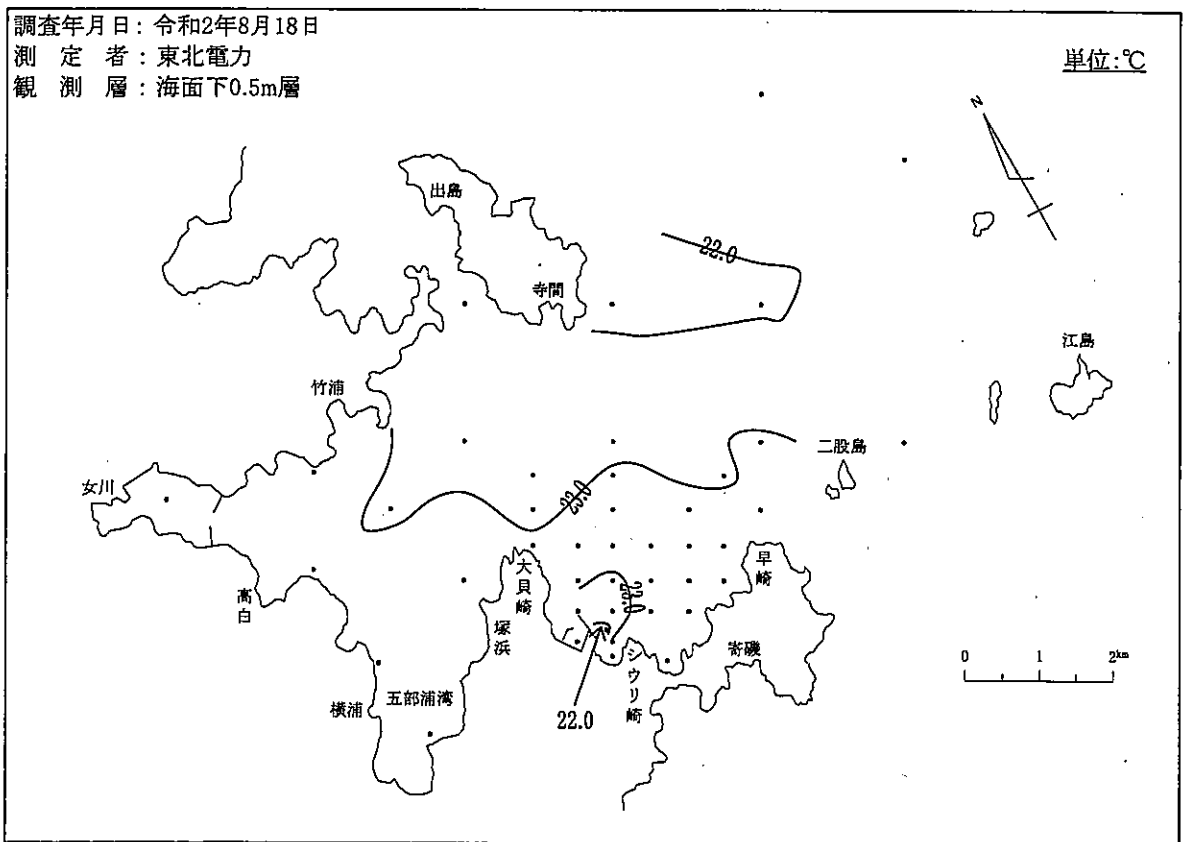 調査年月日：令和2年8月18日
測定者：東北電力
観測層：海面下0.5m層
単位:℃
N
出島
22.0
寺間
江島
竹浦
二股島
女川
23.0
大貝崎
早崎
23.0
高白
塚浜
シウリ崎
寄磯
0 1 2km
五部浦湾
横浦
22.0